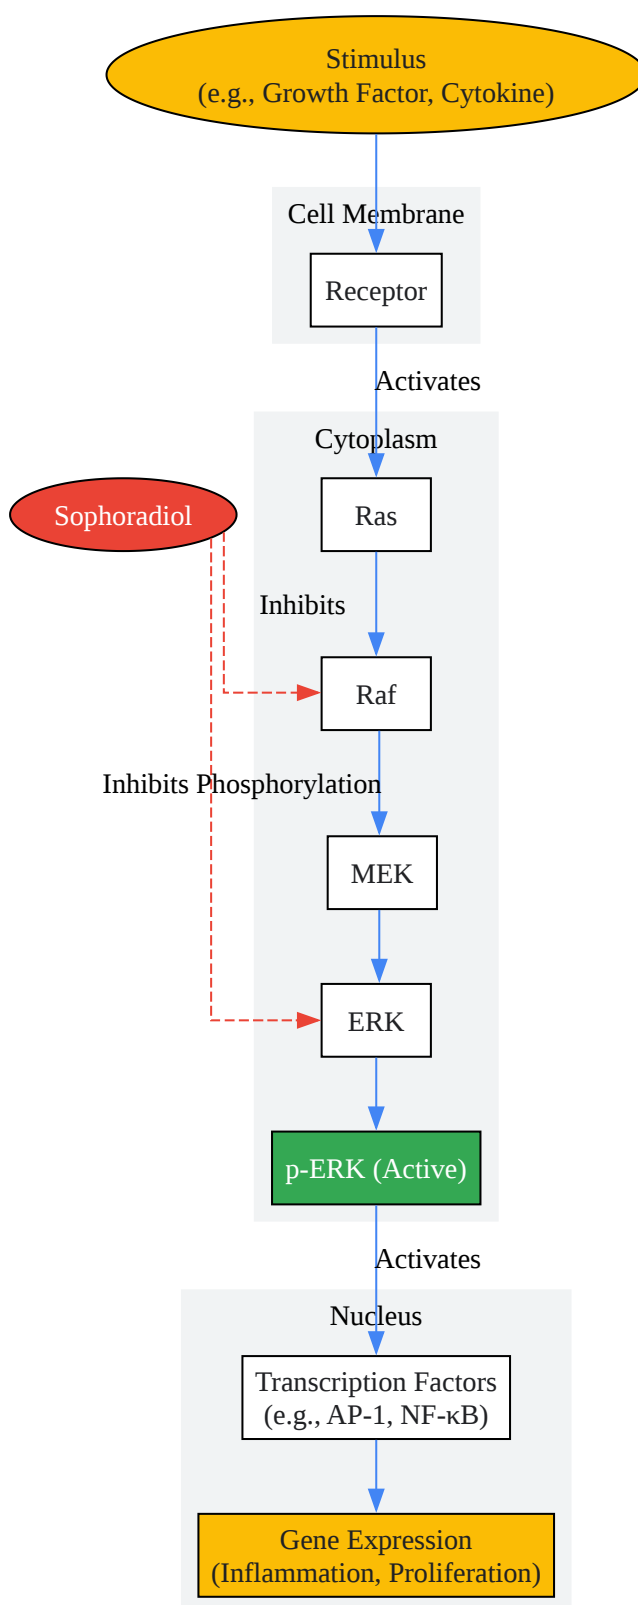 Stimulus
(e.g., Growth Factor, Cytokine)
Cell Membrane
Receptor
Activates
Cytoplasm
Sophoradiol
Ras
Inhibits
Raf
Inhibits Phosphorylation
MEK
ERK
p-ERK (Active)
Activates
Nucleus
Transcription Factors
(e.g., AP-1, NF-κB)
Gene Expression
(Inflammation, Proliferation)